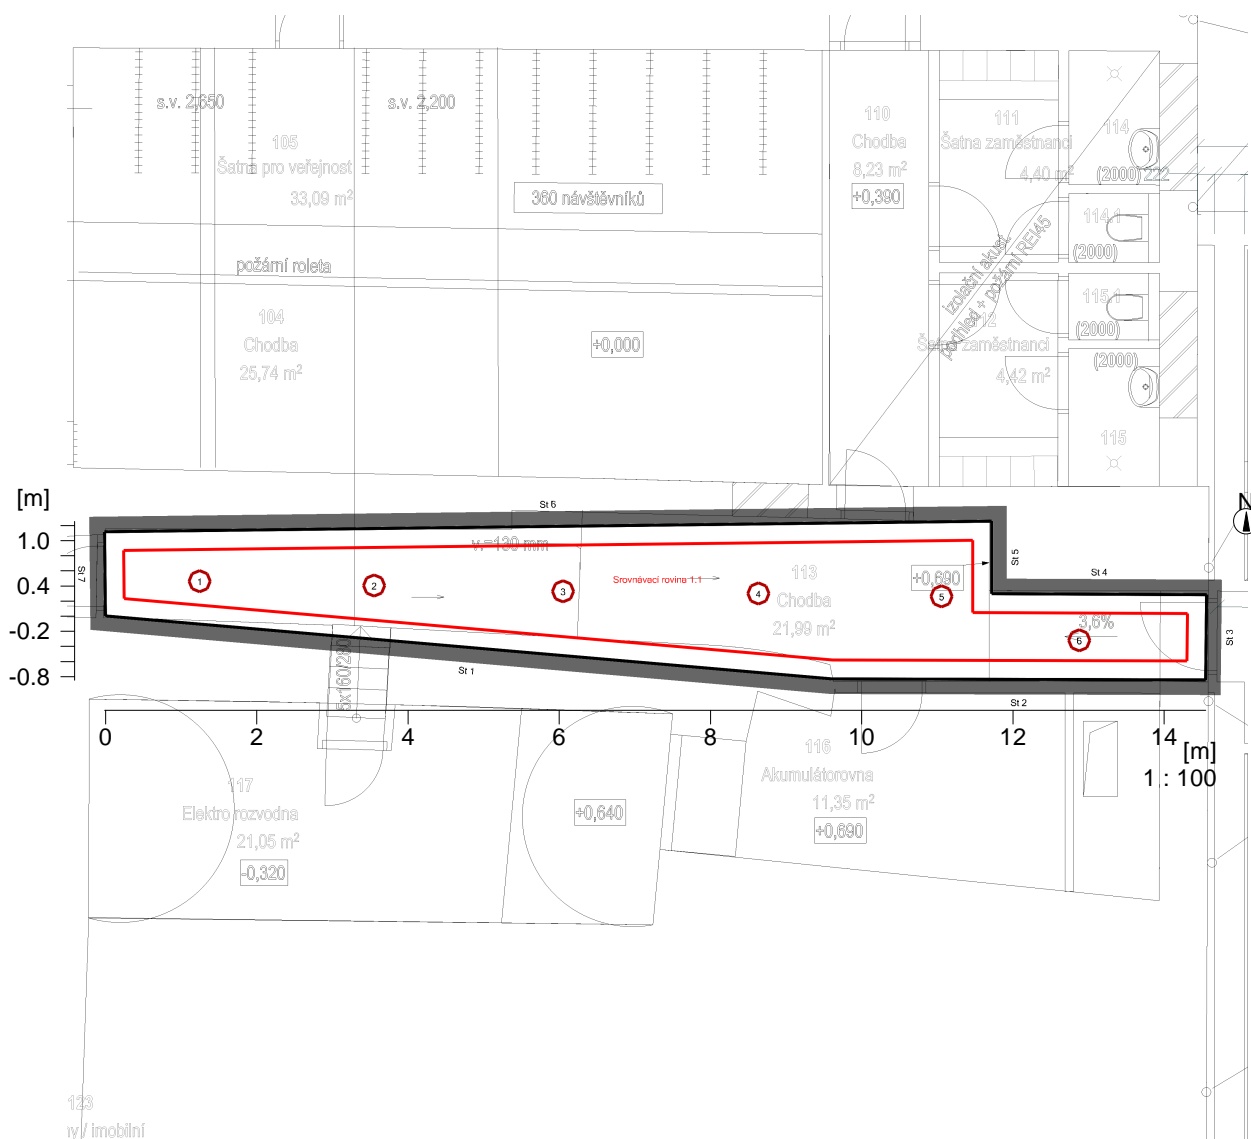 s.v. 2,650
s.v. 2,200
105
Šatna pro veřejnost
33,09 m²
360 návštěvníků
110
Chodba
8,23 m²
+0,390
111
Šatna zaměstnanci
4,40 m²
114
(2000) 222
114.1
(2000)
izolační akust.
podhled + požární REI45
požární roleta
104
Chodba
25,74 m²
+0,000
115.1
(2000)
Šatna zaměstnanci
4,42 m²
(2000)
115
[m]
1.0
0.4
-0.2
-0.8
St 6
St 7
St 5
St 4
St 3
St 1
St 2
N
1
2
3
4
5
6
Srovnávací rovina 1.1
113
Chodba
21,99 m²
+0,690
3,6%
0
2
4
6
8
10
12
14
[m]
1 : 100
117
Elektro rozvodna
21,05 m²
-0,320
+0,640
116
Akumulátorovna
11,35 m²
+0,690
123